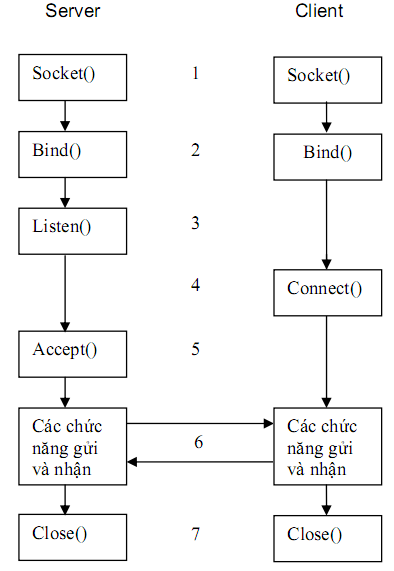 Server
Client
Socket()
1
Socket()
Bind()
2
Bind()
Listen()
3
4
Connect()
Accept()
5
Các chức
năng gửi
và nhận
6
Các chức
năng gửi
và nhận
Close()
7
Close()